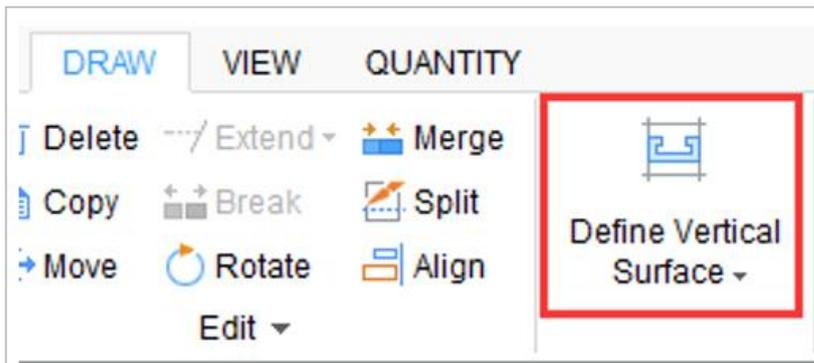 DRAW VIEW QUANTITY
Delete Extend Merge
Copy Break Split
Move Rotate Align
Edit
Define Vertical
Surface